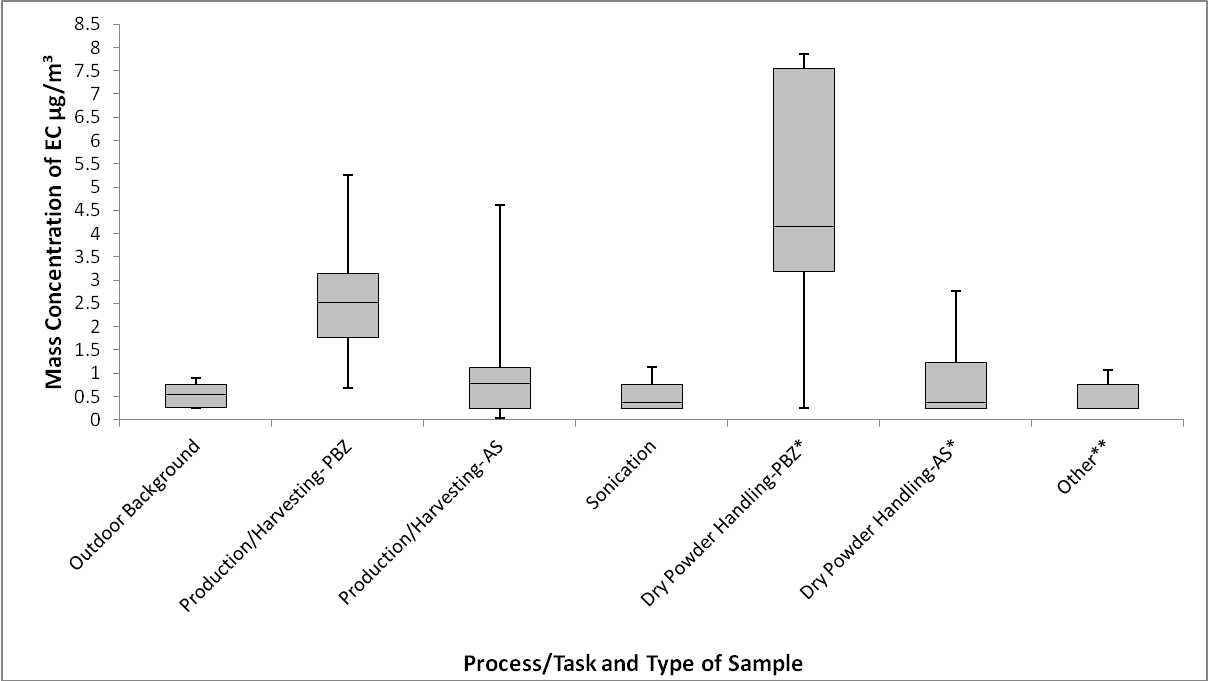 Mass Concentration of EC µg/m³
8.5
8
7.5
7
6.5
6
5.5
5
4.5
4
3.5
3
2.5
2
1.5
1
0.5
0
Outdoor Background
Production/Harvesting- PBZ
Production/Harvesting- AS
Sonication
Dry Powder Handling-PBZ*
Dry Powder Handling-AS*
Other**
Process/Task and Type of Sample